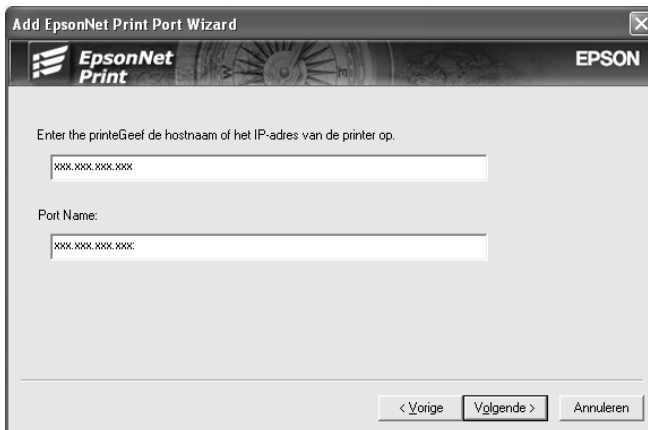 Add EpsonNet Print Port Wizard
EpsonNet
Print
EPSON
Enter the printeGeef de hostnaam of het IP-adres van de printer op.
xxx.xxx.xxx.xxx
Port Name:
xxx.xxx.xxx.xxx:
< Vorige
Volgende >
Annuleren